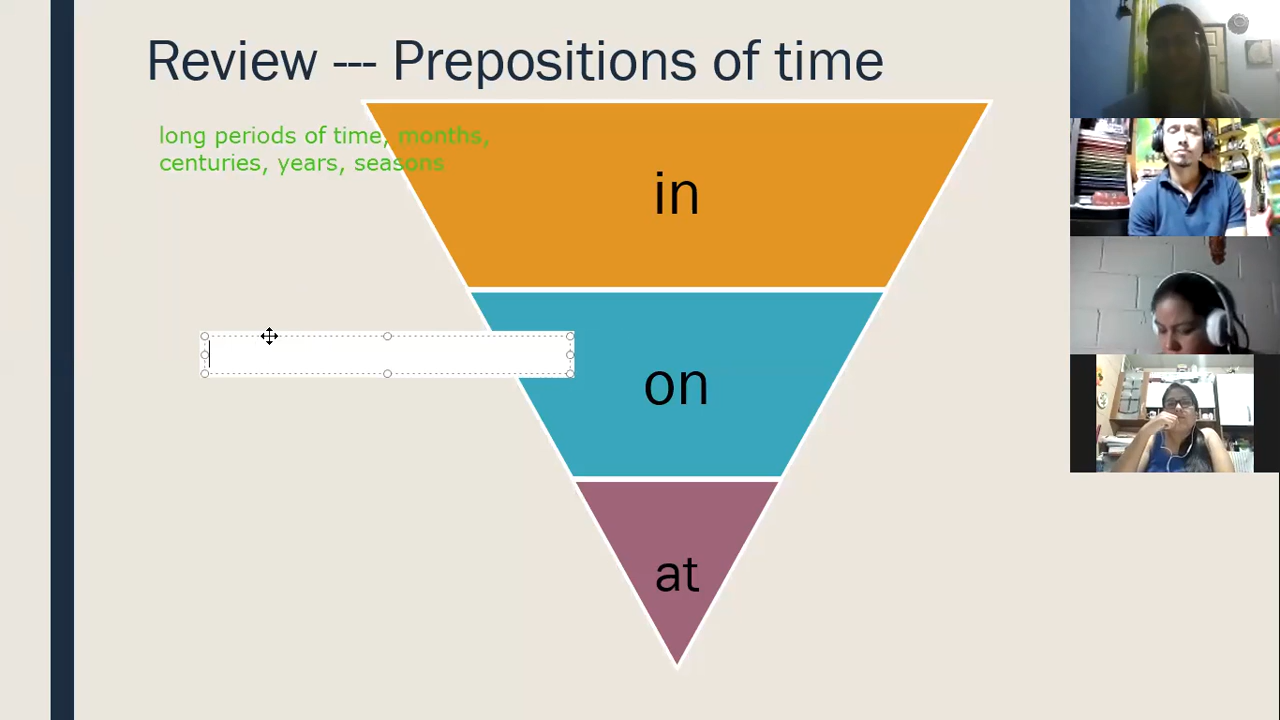 Review --- Prepositions of time
long periods of time, months,
centuries, years, seasons
in
on
at